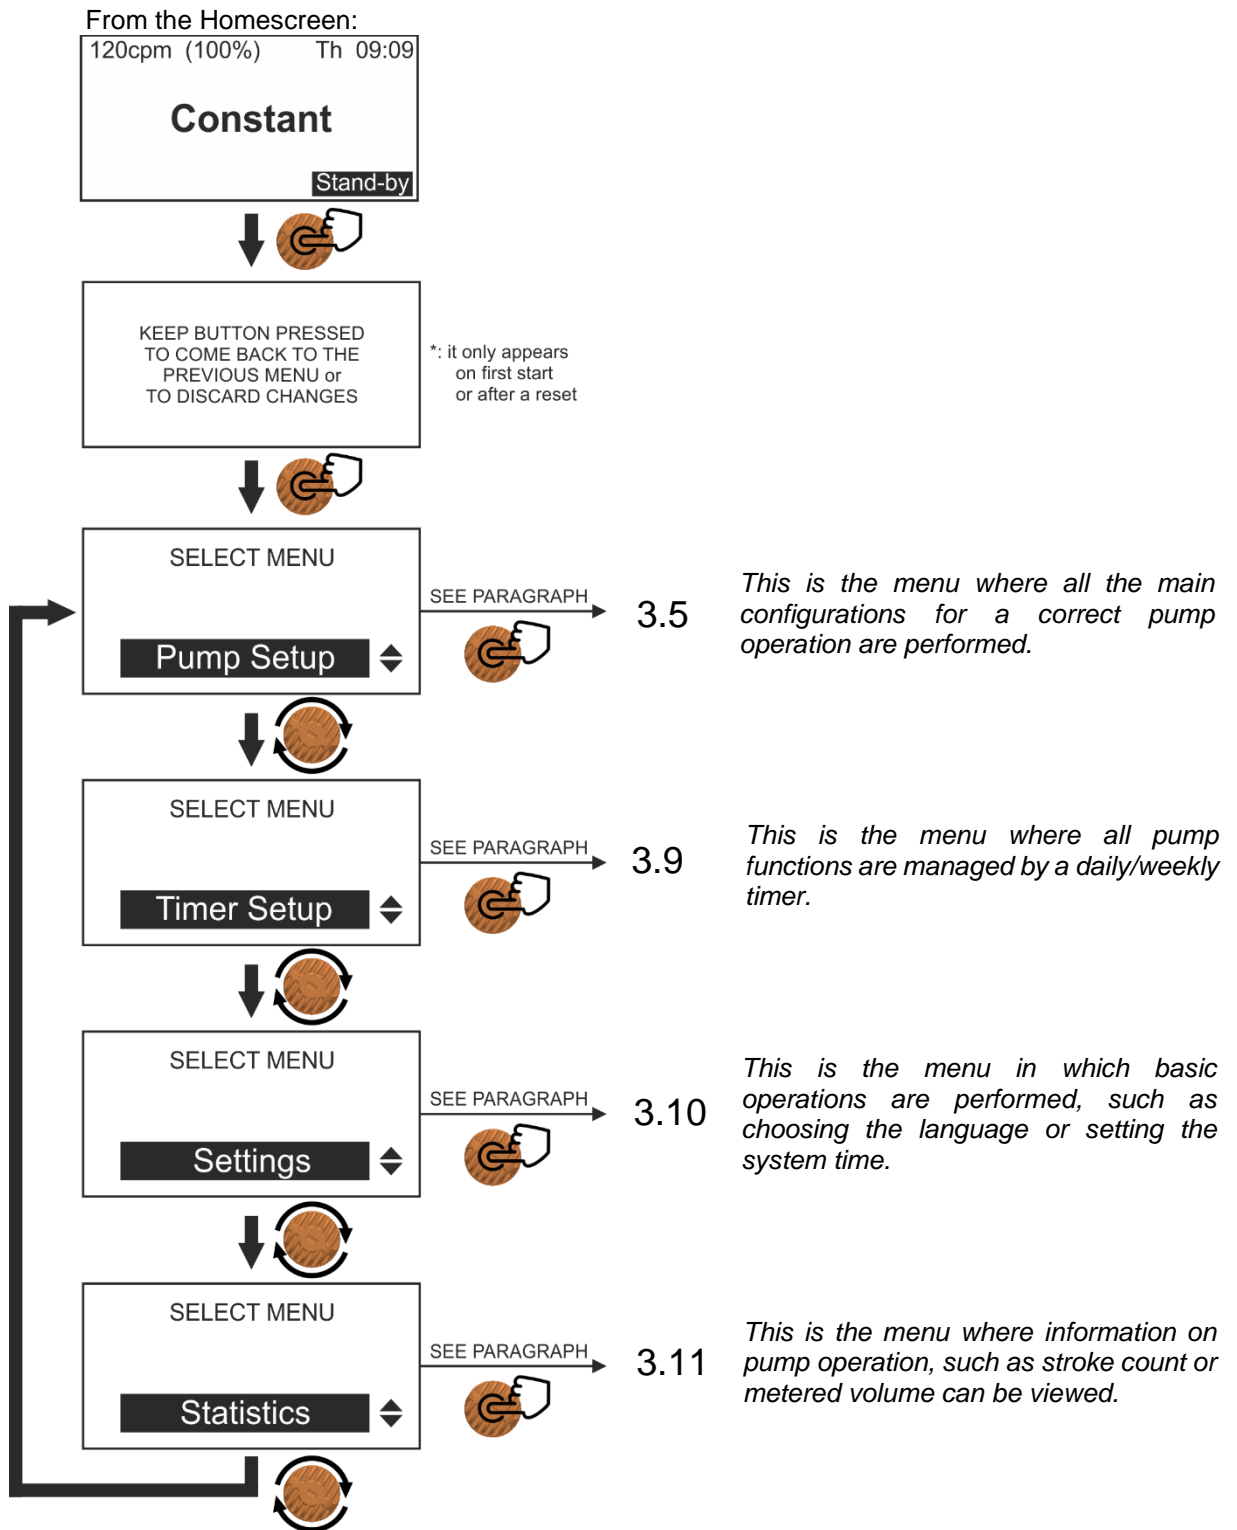 From the Homescreen:
120cpm (100%) Th 09:09
Constant
Stand-by
KEEP BUTTON PRESSED
TO COME BACK TO THE
PREVIOUS MENU or
TO DISCARD CHANGES
*: it only appears
on first start
or after a reset
SELECT MENU
Pump Setup
SEE PARAGRAPH
3.5
This is the menu where all the main
configurations for a correct pump
operation are performed.
SELECT MENU
Timer Setup
SEE PARAGRAPH
3.9
This is the menu where all pump
functions are managed by a daily/weekly
timer.
SELECT MENU
Settings
SEE PARAGRAPH
3.10
This is the menu in which basic
operations are performed, such as
choosing the language or setting the
system time.
SELECT MENU
Statistics
SEE PARAGRAPH
3.11
This is the menu where information on
pump operation, such as stroke count or
metered volume can be viewed.